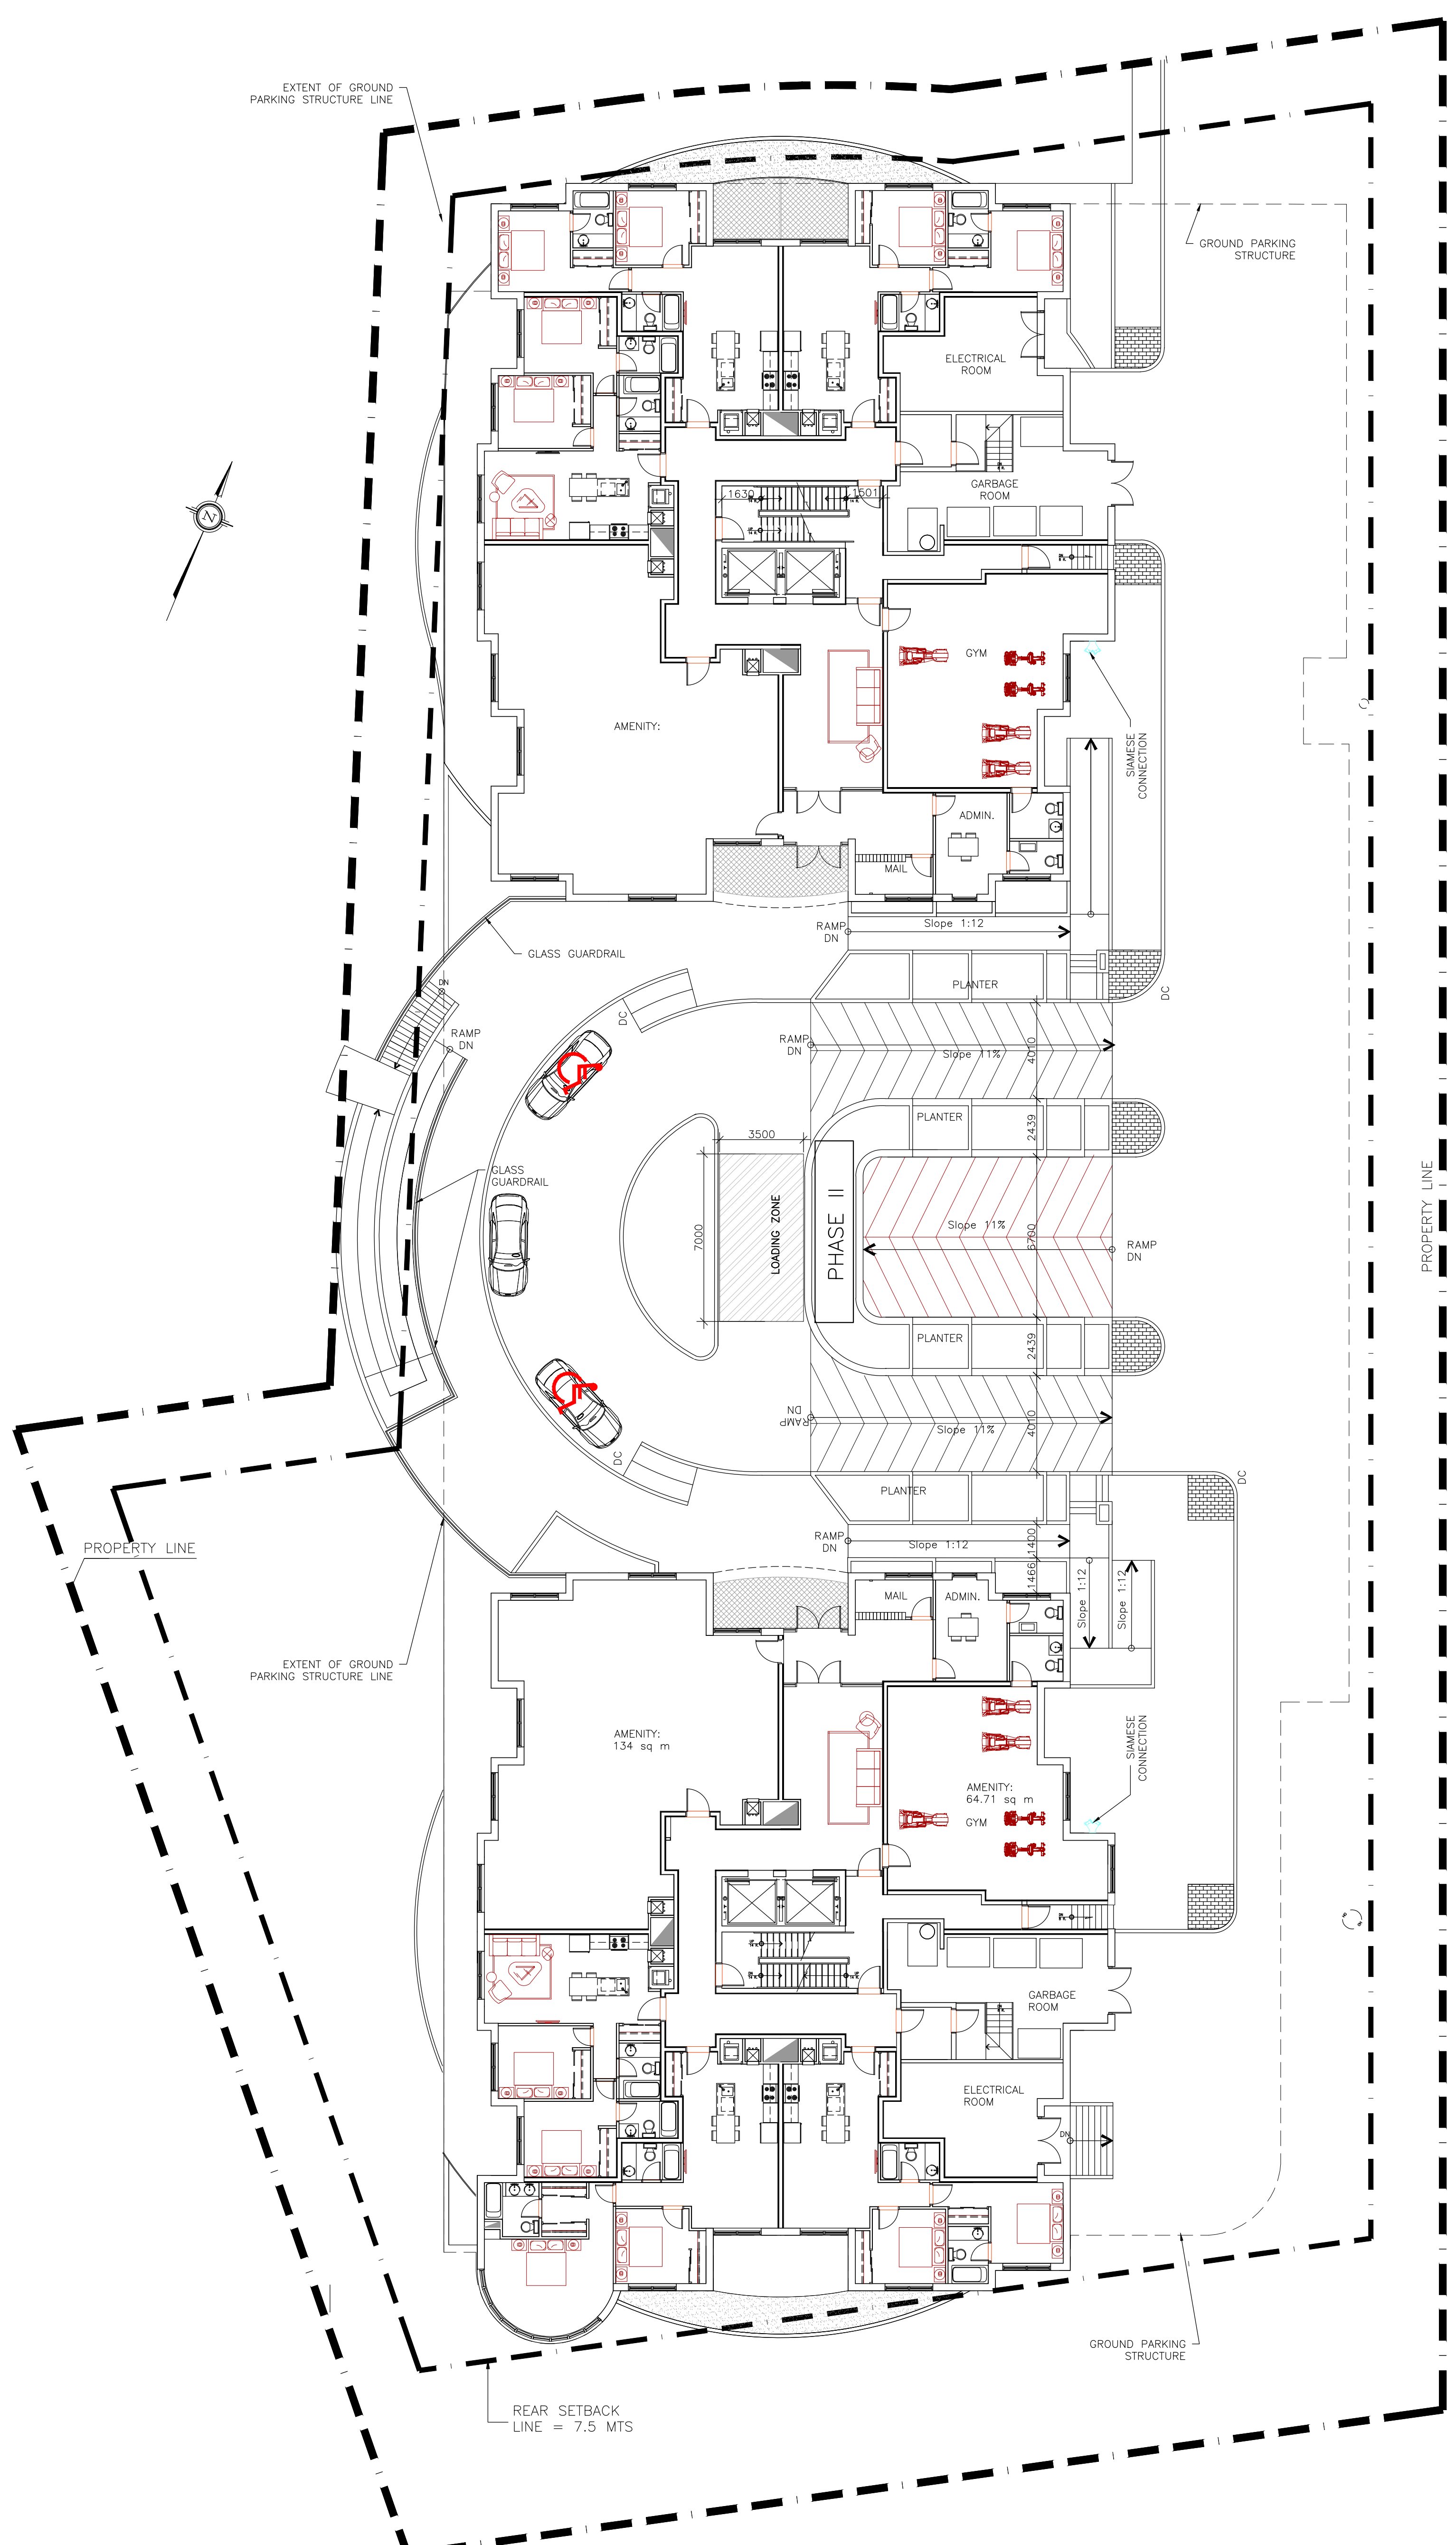 EXTENT OF GROUND
PARKING STRUCTURE LINE
GROUND PARKING
STRUCTURE
ELECTRICAL
ROOM
GARBAGE
ROOM
1630
1501
N
GYM
AMENITY:
SIAMESE
CONNECTION
ADMIN.
MAIL
RAMP
DN
Slope 1:12
GLASS GUARDRAIL
PLANTER
DN
DC
DC
RAMP
DN
RAMP
DN
Slope 11%
4010
PLANTER
2439
3500
GLASS
GUARDRAIL
7000
LOADING ZONE
PHASE II
Slope 11%
6700
RAMP
DN
PROPERTY LINE
PLANTER
2439
RAMP
DN
Slope 11%
4010
DC
DC
PLANTER
RAMP
DN
Slope 1:12
1400
1466
PROPERTY LINE
MAIL
ADMIN.
Slope 1:12
Slope 1:12
EXTENT OF GROUND
PARKING STRUCTURE LINE
AMENITY:
134 sq m
SIAMESE
CONNECTION
AMENITY:
64.71 sq m
GYM
GARBAGE
ROOM
ELECTRICAL
ROOM
DN
GROUND PARKING
STRUCTURE
REAR SETBACK
LINE = 7.5 MTS